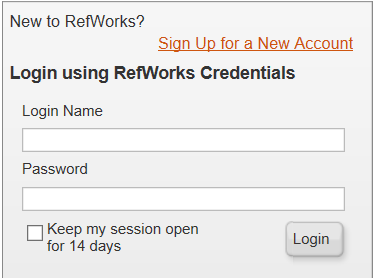 New to RefWorks?
Sign Up for a New Account
Login using RefWorks Credentials
Login Name
Password
Keep my session open
for 14 days
Login